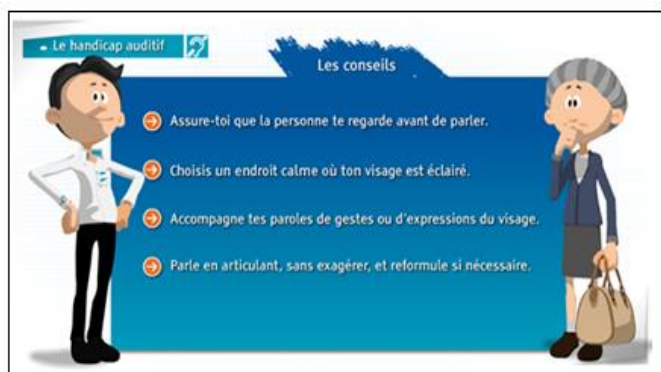 - Le handicap auditif
Les conseils
Assure-toi que la personne te regarde avant de parler.
Choisis un endroit calme où ton visage est éclairé.
Accompagne tes paroles de gestes ou d'expressions du visage.
Parle en articulant, sans exagérer, et reformule si nécessaire.